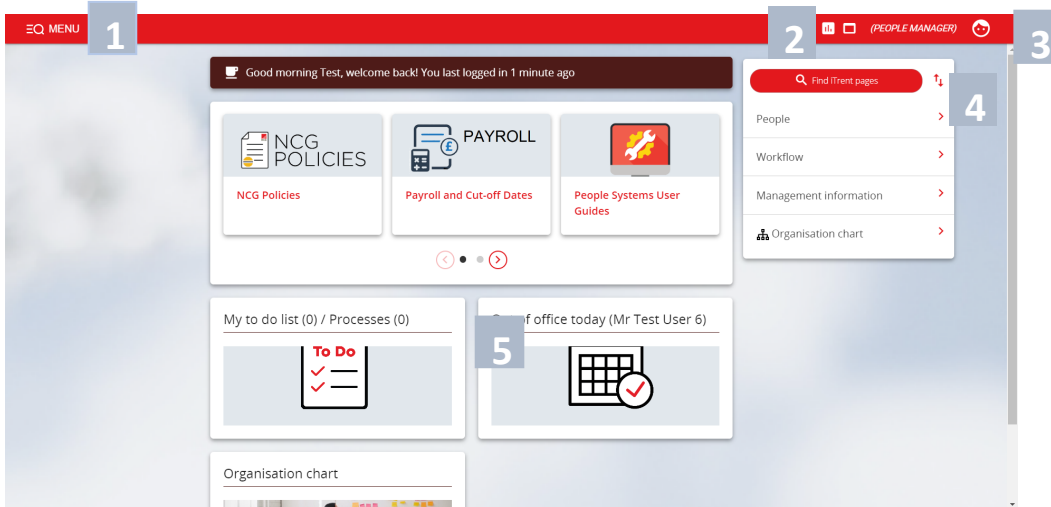 MENU
1
2
(PEOPLE MANAGER)
3
Good morning Test, welcome back! You last logged in 1 minute ago
Find iTrent pages
4
People
Workflow
Management information
Organisation chart
NCG
POLICIES
PAYROLL
£
NCG Policies
Payroll and Cut-off Dates
People Systems User
Guides
My to do list (0) / Processes (0)
To Do
5
of office today (Mr Test User 6)
Organisation chart